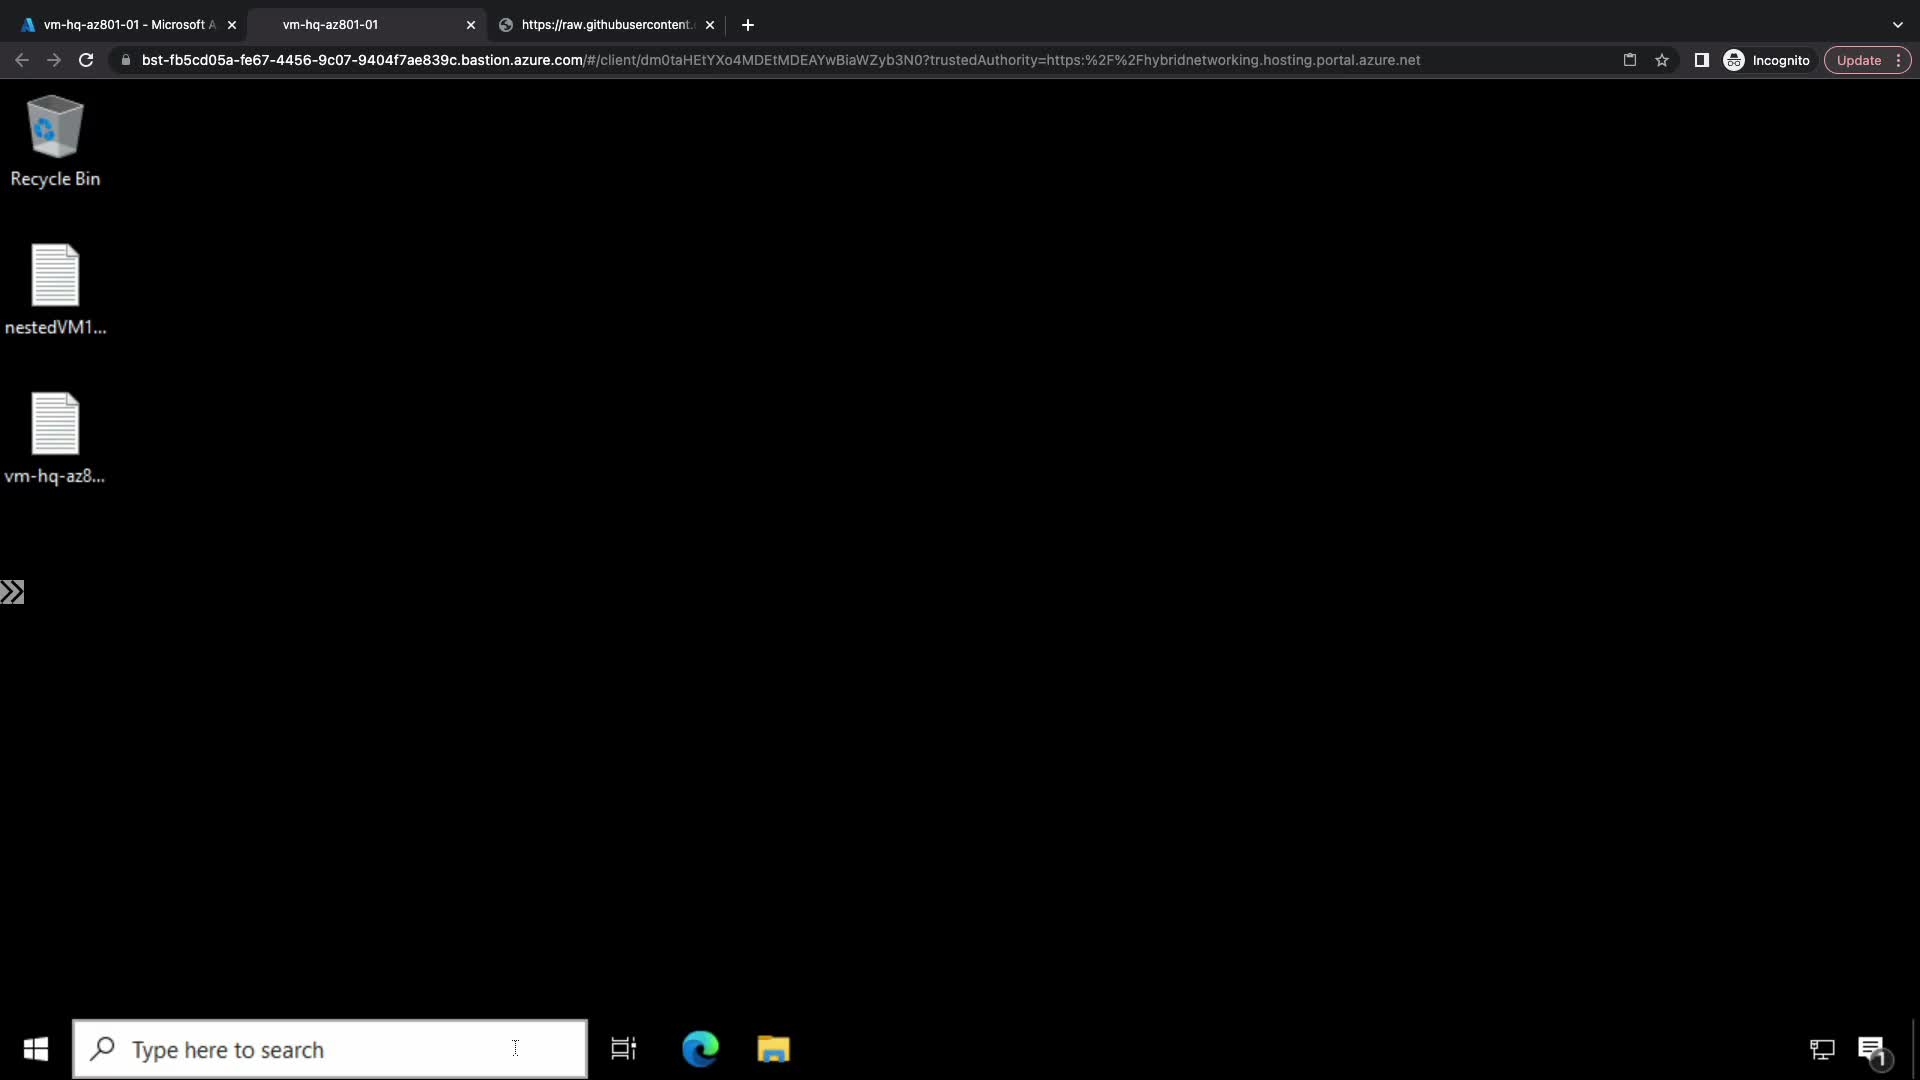 vm-hq-az801-01 - Microsoft A
vm-hq-az801-01
https://raw.githubusercontent.
bst-fb5cd05a-fe67-4456-9c07-9404f7ae839c.bastion.azure.com/#/client/dm0taHEtYXo4MDEtMDEAYwBiaWZyb3N0?trustedAuthority=https:%2F%2Fhybridnetworking.hosting.portal.azure.net
Incognito
Update
Recycle Bin
nestedVM1...
vm-hq-az8...
Type here to search
1